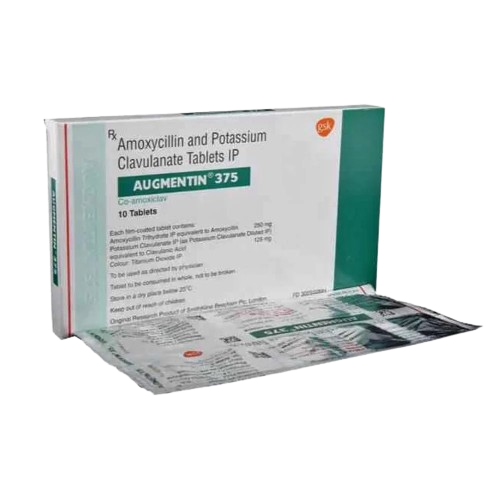 Rx Amoxycillin and Potassium
Clavulanate Tablets IP
gsk
AUGMENTIN® 375
Co-amoxiclav
10 Tablets
Each film-coated tablet contains:
Amoxycillin Trihydrate IP equivalent to Amoxycillin 250 mg
Potassium Clavulanate IP (as Potassium Clavulanate Diluted IP)
equivalent to Clavulanic Acid 125 mg
Colour: Titanium Dioxide IP
To be used as directed by physician
Tablet to be consumed in whole, not to be broken.
Store in a dry place below 25°C
Keep out of reach of children
Original Research Product of Smithkline Beecham Plc, London.
AUGMENTIN 375
AUGMENTIN® 375